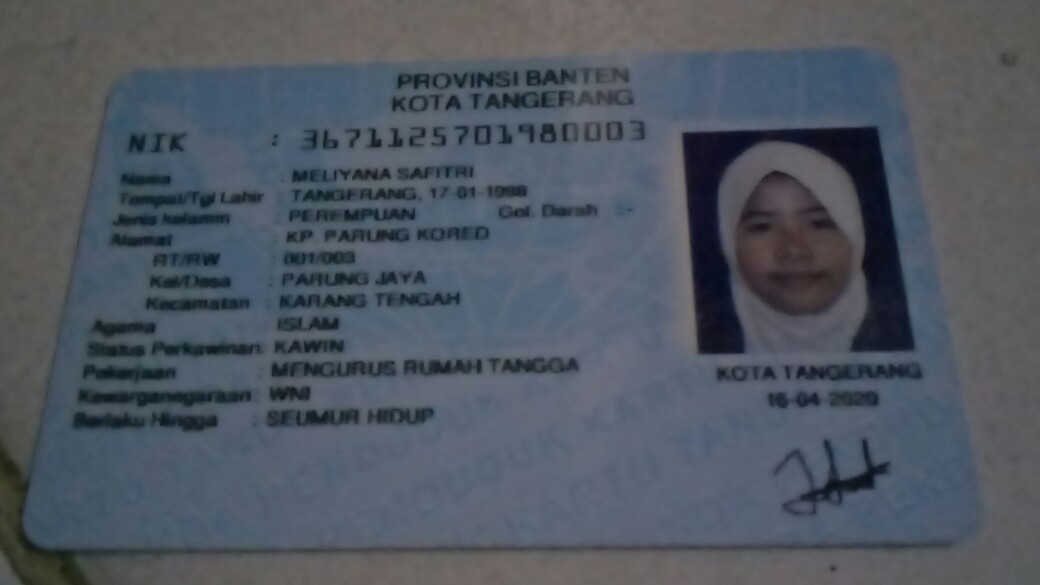 PROVINSI BANTEN
KOTA TANGERANG
NIK : 3671125701980003
Nama : MELIYANA SAFITRI
Tempat/Tgl Lahir : TANGERANG, 17-01-1998
Jenis kelamin : PEREMPUAN Gol. Darah : -
Alamat : KP. PARUNG KORED
RT/RW : 001/003
Kel/Desa : PARUNG JAYA
Kecamatan : KARANG TENGAH
Agama : ISLAM
Status Perkawinan: KAWIN
Pekerjaan : MENGURUS RUMAH TANGGA
Kewarganegaraan: WNI
Berlaku Hingga : SEUMUR HIDUP
KOTA TANGERANG
16-04-2020